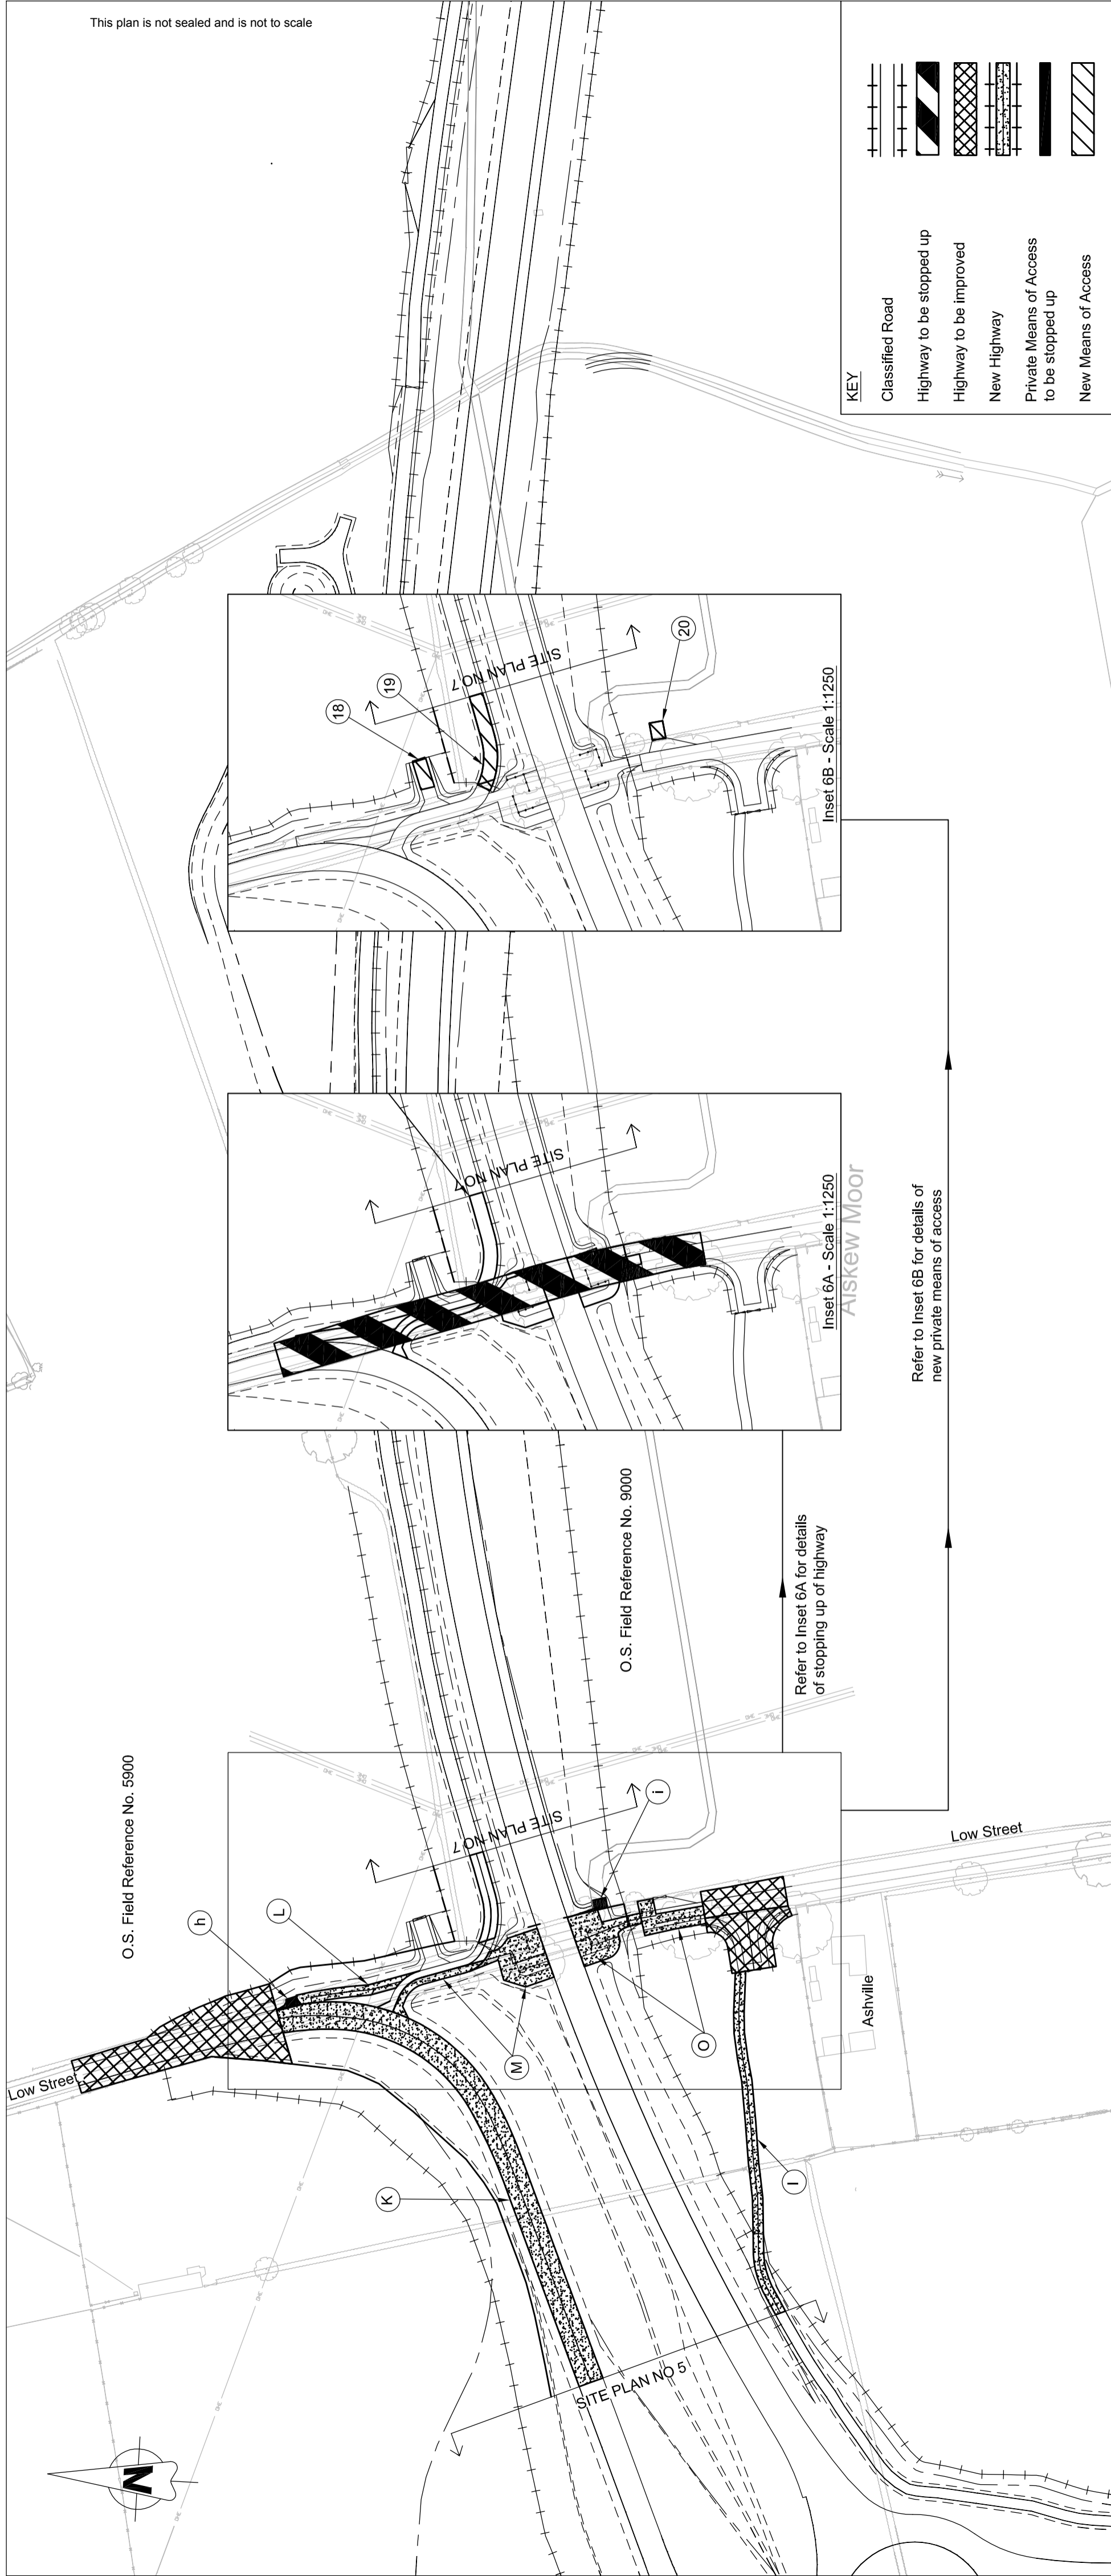 This plan is not sealed and is not to scale
O.S. Field Reference No. 5900
h
L
Low Street
K
M
i
O
I
Ashville
Low Street
SITE PLAN NO 5
SITE PLAN NO 7
N
O.S. Field Reference No. 9000
Refer to Inset 6A for details
of stopping up of highway
SITE PLAN NO 7
Inset 6A - Scale 1:1250
Aiskew Moor
Refer to Inset 6B for details of
new private means of access
18
19
20
SITE PLAN NO 7
Inset 6B - Scale 1:1250
KEY
Classified Road
Highway to be stopped up
Highway to be improved
New Highway
Private Means of Access
to be stopped up
New Means of Access